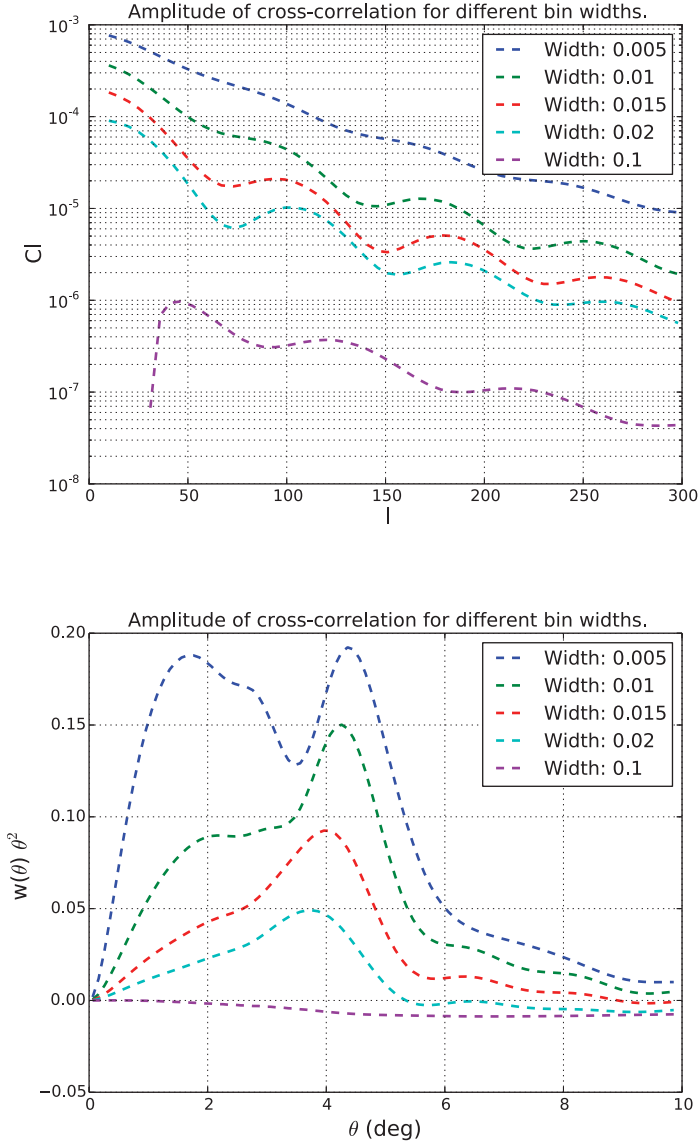 Amplitude of cross-correlation for different bin widths.
10^-3
10^-4
10^-5
10^-6
10^-7
10^-8
Cl
Width: 0.005
Width: 0.01
Width: 0.015
Width: 0.02
Width: 0.1
0 50 100 150 200 250 300
l
Amplitude of cross-correlation for different bin widths.
0.20
0.15
0.10
0.05
0.00
−0.05
w(θ) θ^2
Width: 0.005
Width: 0.01
Width: 0.015
Width: 0.02
Width: 0.1
0 2 4 6 8 10
θ (deg)